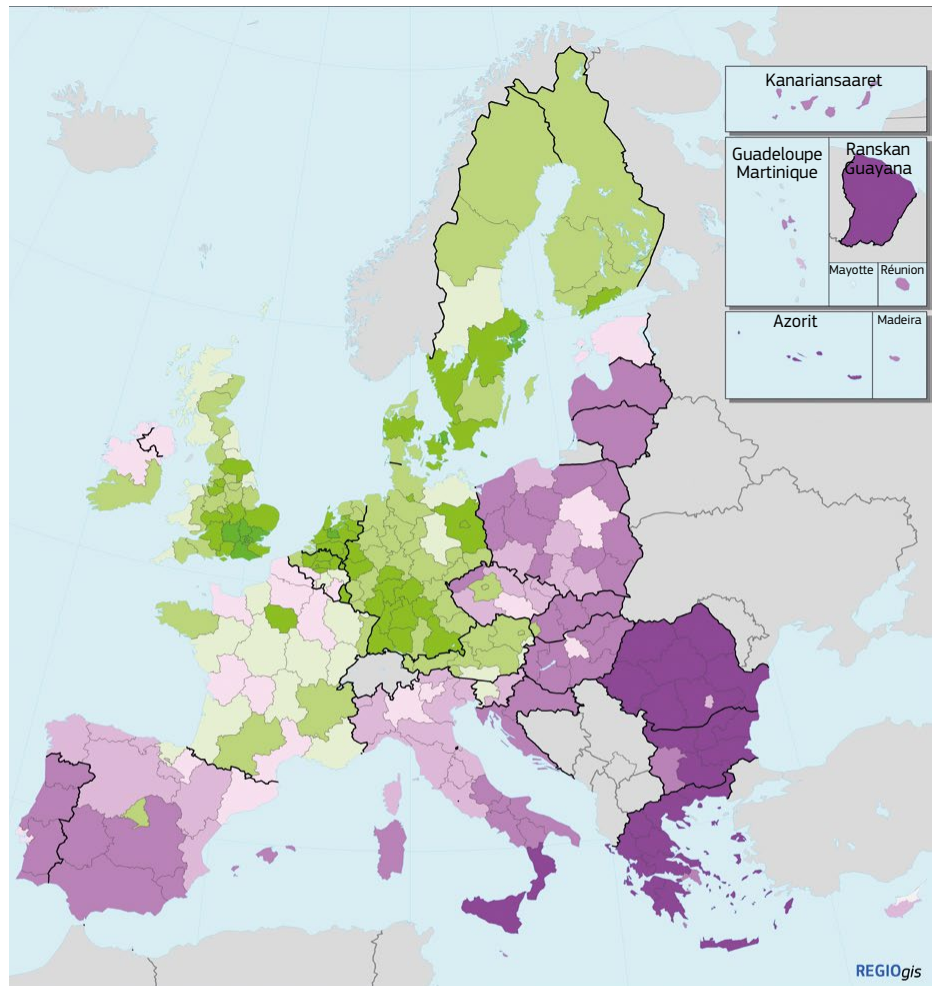 Kanariansaaret
Guadeloupe
Martinique
Ranskan
Guayana
Mayotte
Réunion
Azorit
Madeira
REGIOgis